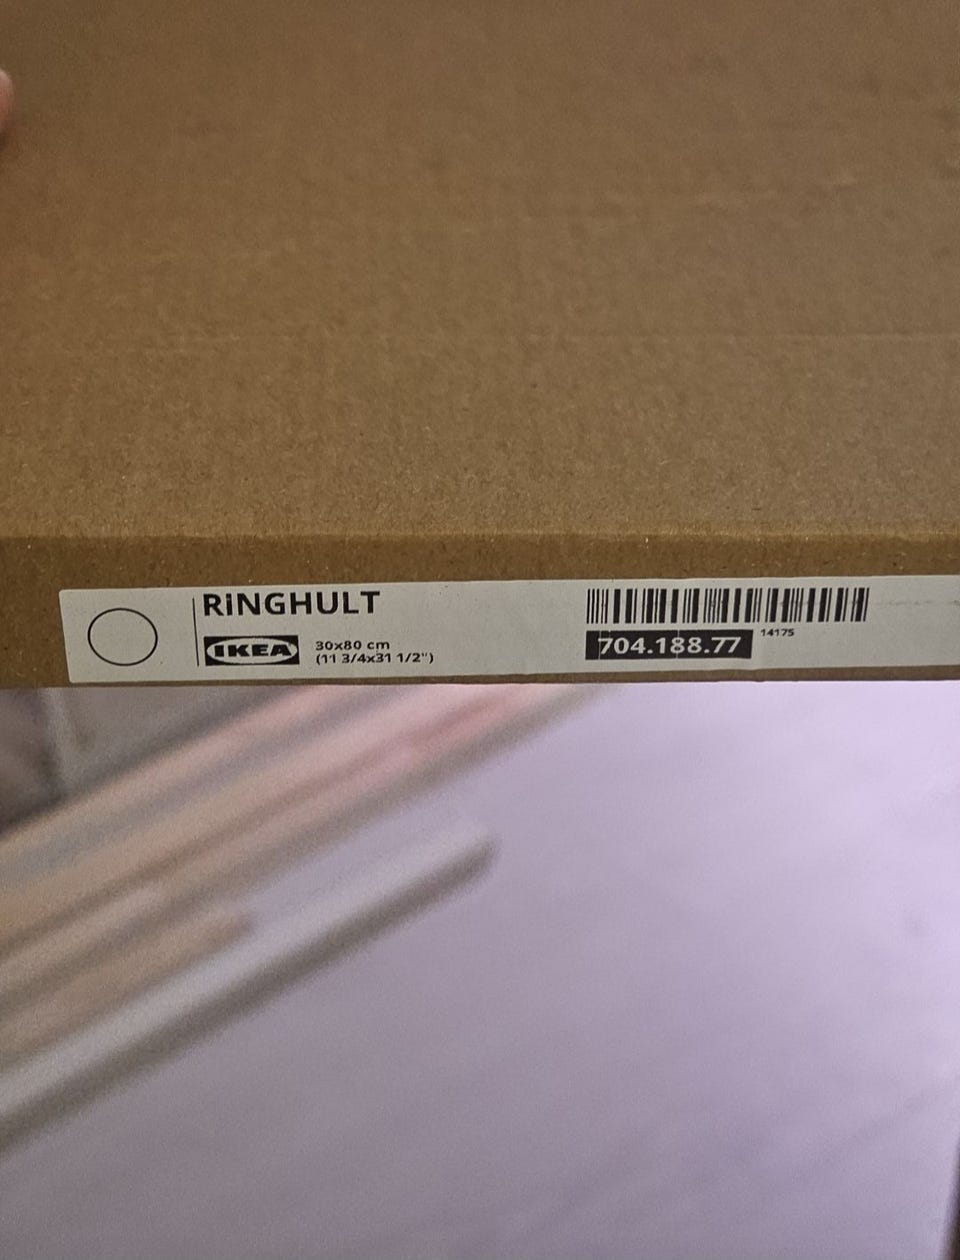 RiNGHULT
IKEA
30x80 cm
(11 3/4x31 1/2")
704.188.77
14175